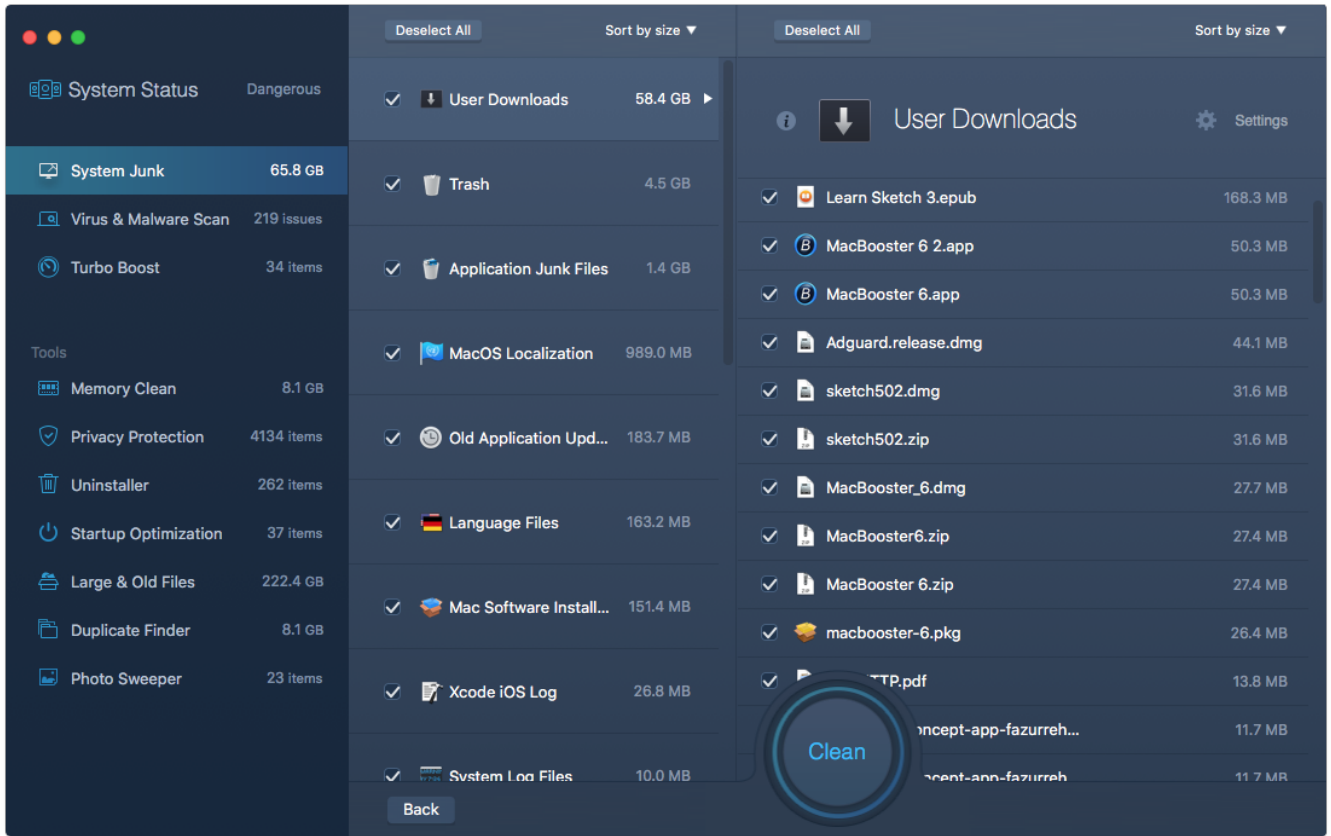 System Status Dangerous
System Junk 65.8 GB
Virus & Malware Scan 219 issues
Turbo Boost 34 items
Tools
Memory Clean 8.1 GB
Privacy Protection 4134 items
Uninstaller 262 items
Startup Optimization 37 items
Large & Old Files 222.4 GB
Duplicate Finder 8.1 GB
Photo Sweeper 23 items
Deselect All Sort by size ▼
User Downloads 58.4 GB
Trash 4.5 GB
Application Junk Files 1.4 GB
MacOS Localization 989.0 MB
Old Application Upd... 183.7 MB
Language Files 163.2 MB
Mac Software Install... 151.4 MB
Xcode iOS Log 26.8 MB
System Log Files 10.0 MB
Back
Deselect All Sort by size ▼
User Downloads Settings
Learn Sketch 3.epub 168.3 MB
MacBooster 6 2.app 50.3 MB
MacBooster 6.app 50.3 MB
Adguard.release.dmg 44.1 MB
sketch502.dmg 31.6 MB
sketch502.zip 31.6 MB
MacBooster_6.dmg 27.7 MB
MacBooster6.zip 27.4 MB
MacBooster 6.zip 27.4 MB
macbooster-6.pkg 26.4 MB
TTP.pdf 13.8 MB
oncept-app-fazurreh... 11.7 MB
ncept-app-fazurreh 11.7 MB
Clean